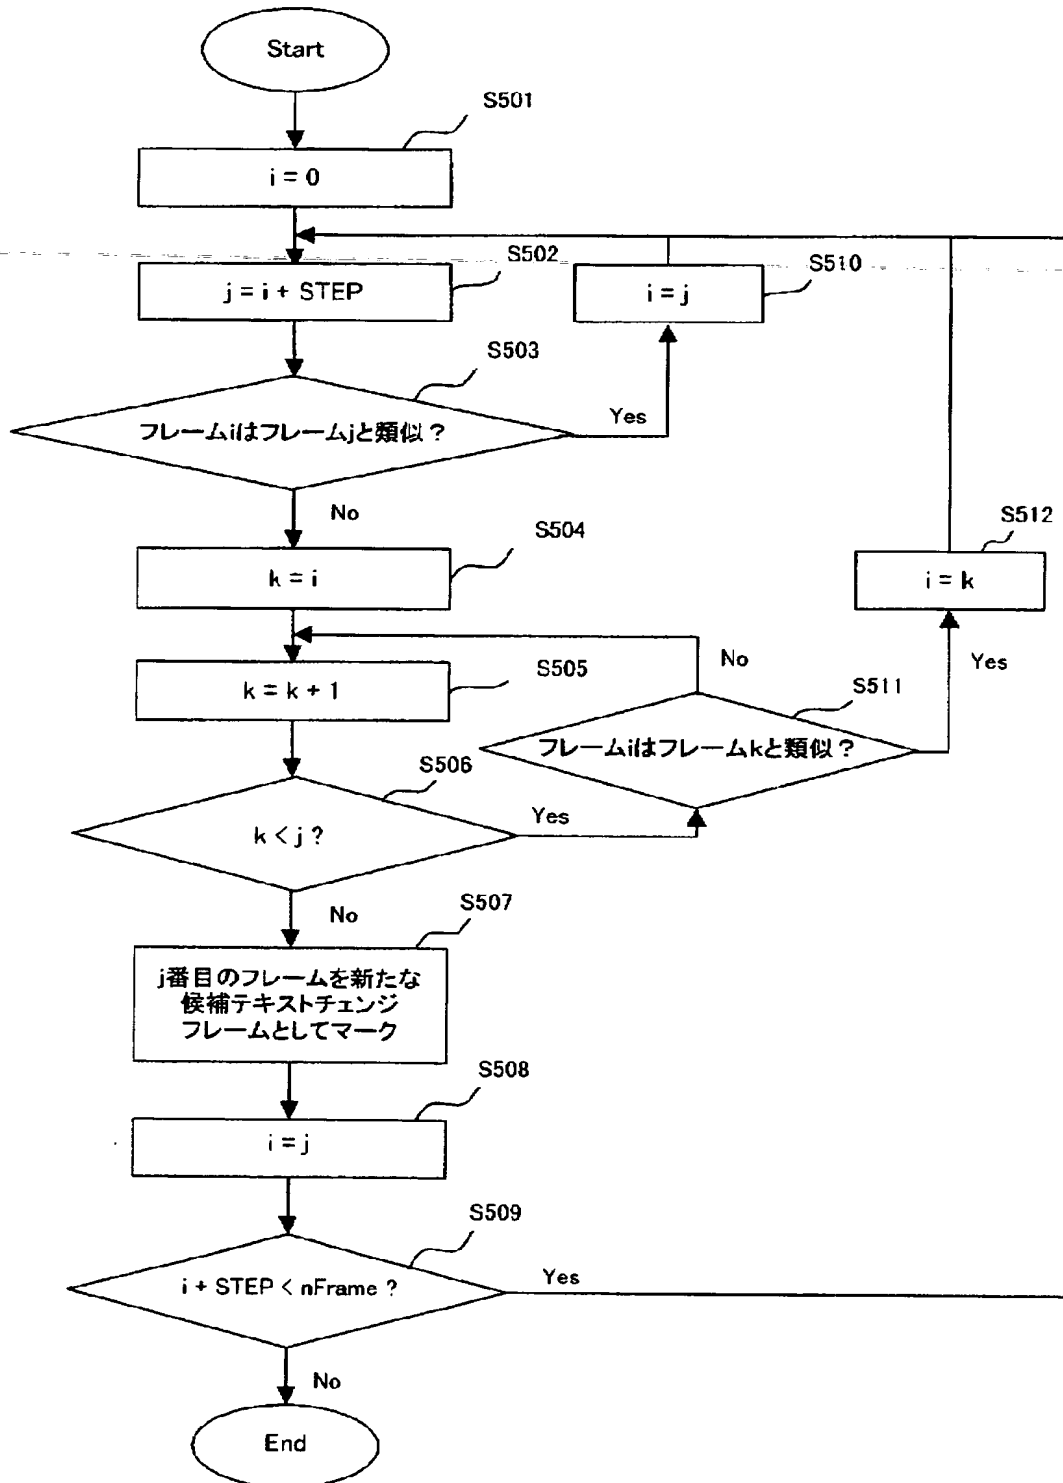 Start
S501
i = 0
S502
j = i + STEP
S510
i = j
S503
フレームiはフレームjと類似？
Yes
No
S504
k = i
S512
i = k
S505
k = k + 1
No
Yes
S511
フレームiはフレームkと類似？
S506
k < j ?
Yes
No
S507
j番目のフレームを新たな
候補テキストチェンジ
フレームとしてマーク
S508
i = j
S509
i + STEP < nFrame ?
Yes
No
End